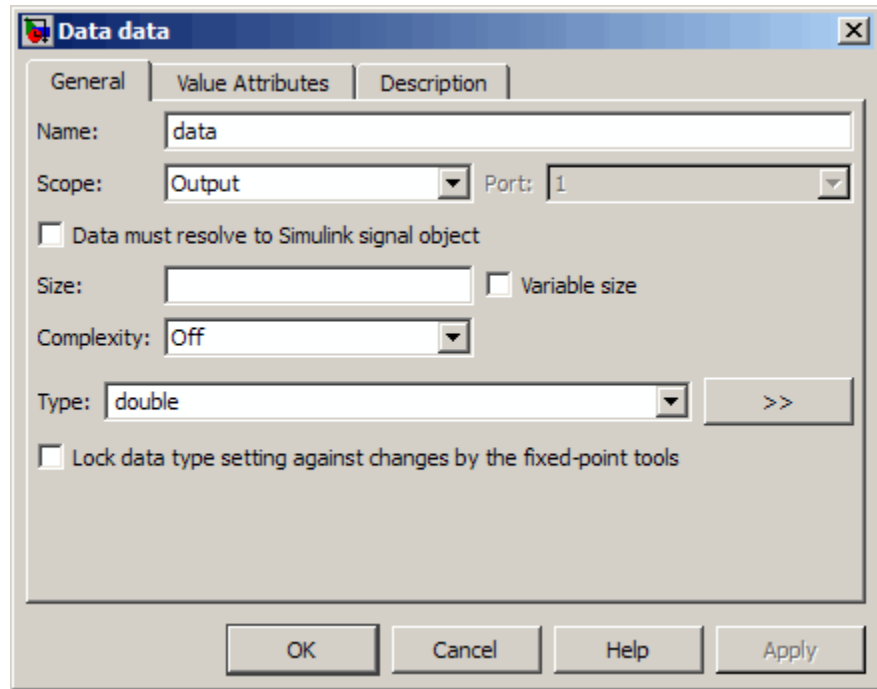 Data data
General Value Attributes Description
Name: data
Scope: Output Port: 1
Data must resolve to Simulink signal object
Size: Variable size
Complexity: Off
Type: double >>
Lock data type setting against changes by the fixed-point tools
OK Cancel Help Apply